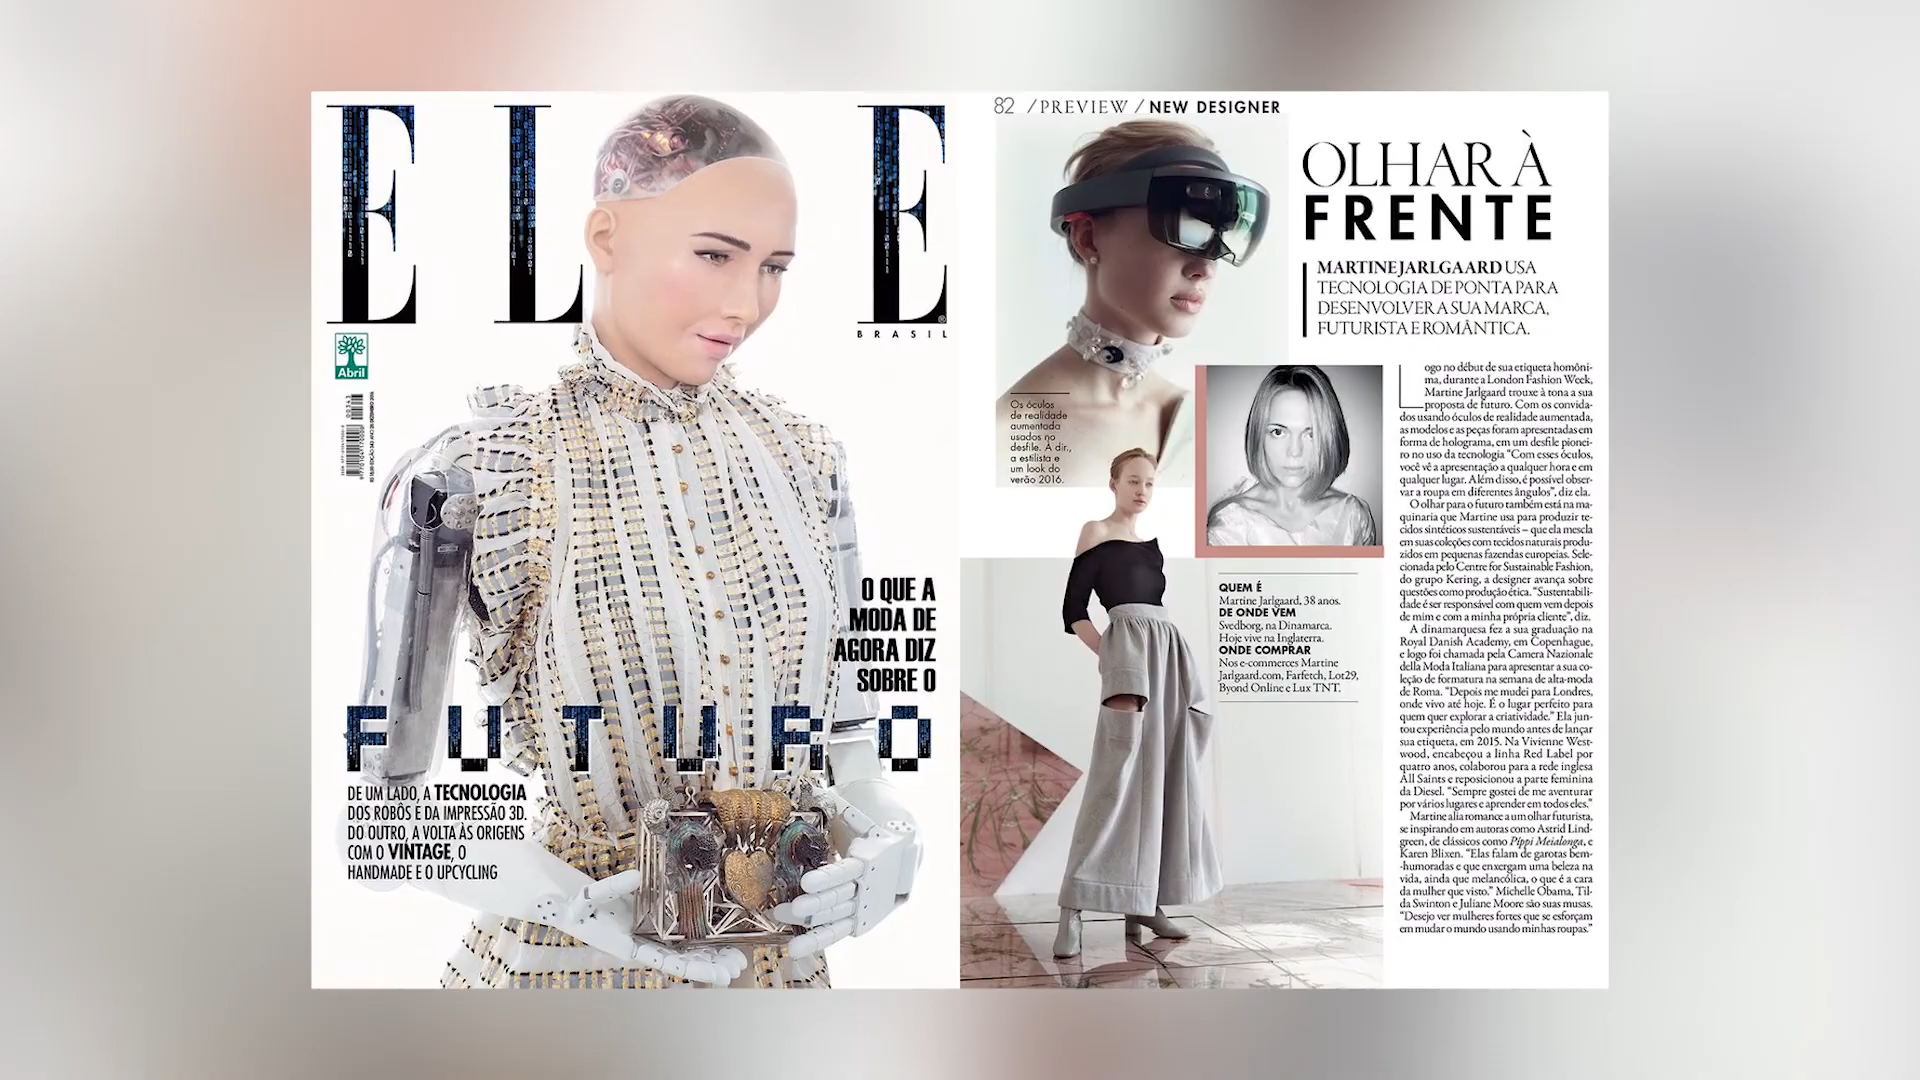 ELLE
BRASIL
Abril
O QUE A
MODA DE
AGORA DIZ
SOBRE O
FUTURO
DE UM LADO, A TECNOLOGIA
DOS ROBÔS E DA IMPRESSÃO 3D.
DO OUTRO, A VOLTA ÀS ORIGENS
COM O VINTAGE, O
HANDMADE E O UPCYCLING
82 /PREVIEW/NEW DESIGNER
OLHAR À
FRENTE
MARTINE JARLGAARD USA
TECNOLOGIA DE PONTA PARA
DESENVOLVER A SUA MARCA,
FUTURISTA E ROMÂNTICA.
Os óculos
de realidade
aumentada
usados no
desfile. À dir.,
a estilista e
um look do
verão 2016.
QUEM É
Martine Jarlgaard, 38 anos.
DE ONDE VEM
Svedborg, na Dinamarca.
Hoje vive na Inglaterra.
ONDE COMPRAR
Nos e-commerces Martine
Jarlgaard.com, Farfetch, Lot29,
Byond Online e Lux TNT.
Logo no début de sua etiqueta homôni-
ma, durante a London Fashion Week,
Martine Jarlgaard trouxe à tona a sua
proposta de futuro. Com os convida-
dos usando óculos de realidade aumentada,
as modelos e as peças foram apresentadas em
forma de holograma, em um desfile pionei-
ro no uso da tecnologia “Com esses óculos,
você vê a apresentação a qualquer hora e em
qualquer lugar. Além disso, é possível obser-
var a roupa em diferentes ângulos”, diz ela.
O olhar para o futuro também está na ma-
quinaria que Martine usa para produzir te-
cidos sintéticos sustentáveis – que ela mescla
em suas coleções com tecidos naturais produ-
zidos em pequenas fazendas europeias. Sele-
cionada pelo Centre for Sustainable Fashion,
do grupo Kering, a designer avança sobre
questões como produção ética. “Sustentabili-
dade é ser responsável com quem vem depois
de mim e com a minha própria cliente”, diz.
A dinamarquesa fez a sua graduação na
Royal Danish Academy, em Copenhague,
e logo foi chamada pela Camera Nazionale
della Moda Italiana para apresentar a sua co-
leção de formatura na semana de alta-moda
de Roma. “Depois me mudei para Londres,
onde vivo até hoje. É o lugar perfeito para
quem quer explorar a criatividade.” Ela jun-
tou experiência pelo mundo antes de lançar
sua etiqueta, em 2015. Na Vivienne West-
wood, encabeçou a linha Red Label por
quatro anos, colaborou para a rede inglesa
All Saints e reposicionou a parte feminina
da Diesel. “Sempre gostei de me aventurar
por vários lugares e aprender em todos eles.”
Martine alia romance a um olhar futurista,
se inspirando em autoras como Astrid Lind-
green, de clássicos como Píppi Meialonga, e
Karen Blixen. “Elas falam de garotas bem-
-humoradas e que enxergam uma beleza na
vida, ainda que melancólica, o que é a cara
da mulher que visto.” Michelle Obama, Til-
da Swinton e Juliane Moore são suas musas.
“Desejo ver mulheres fortes que se esforçam
em mudar o mundo usando minhas roupas.”